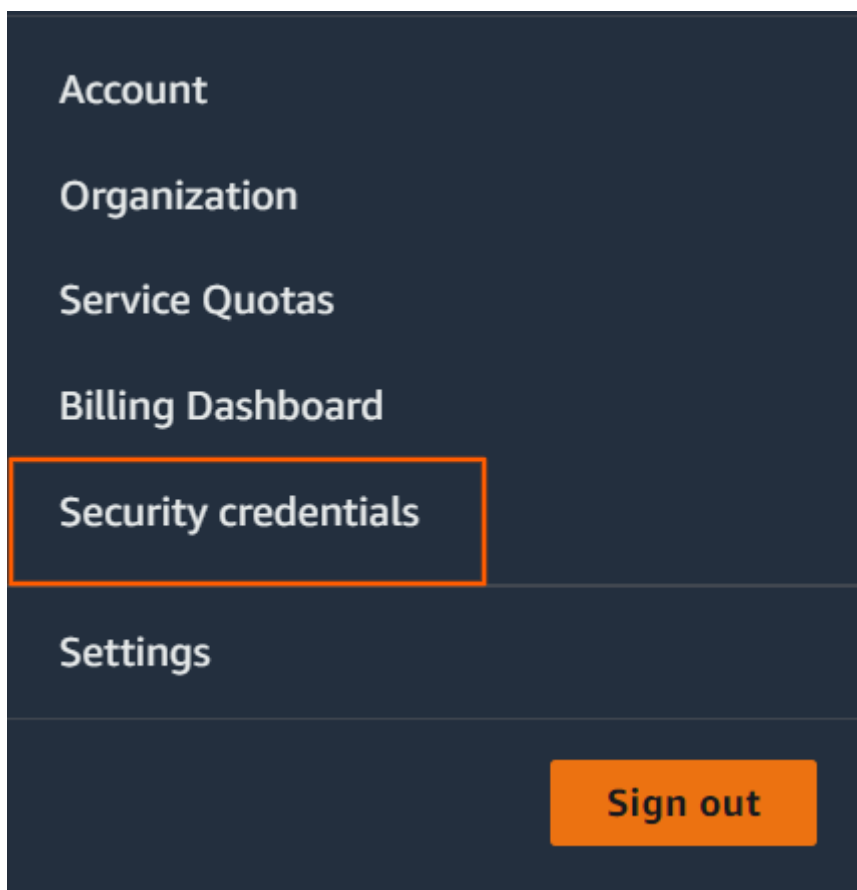 Account
Organization
Service Quotas
Billing Dashboard
Security credentials
Settings
Sign out